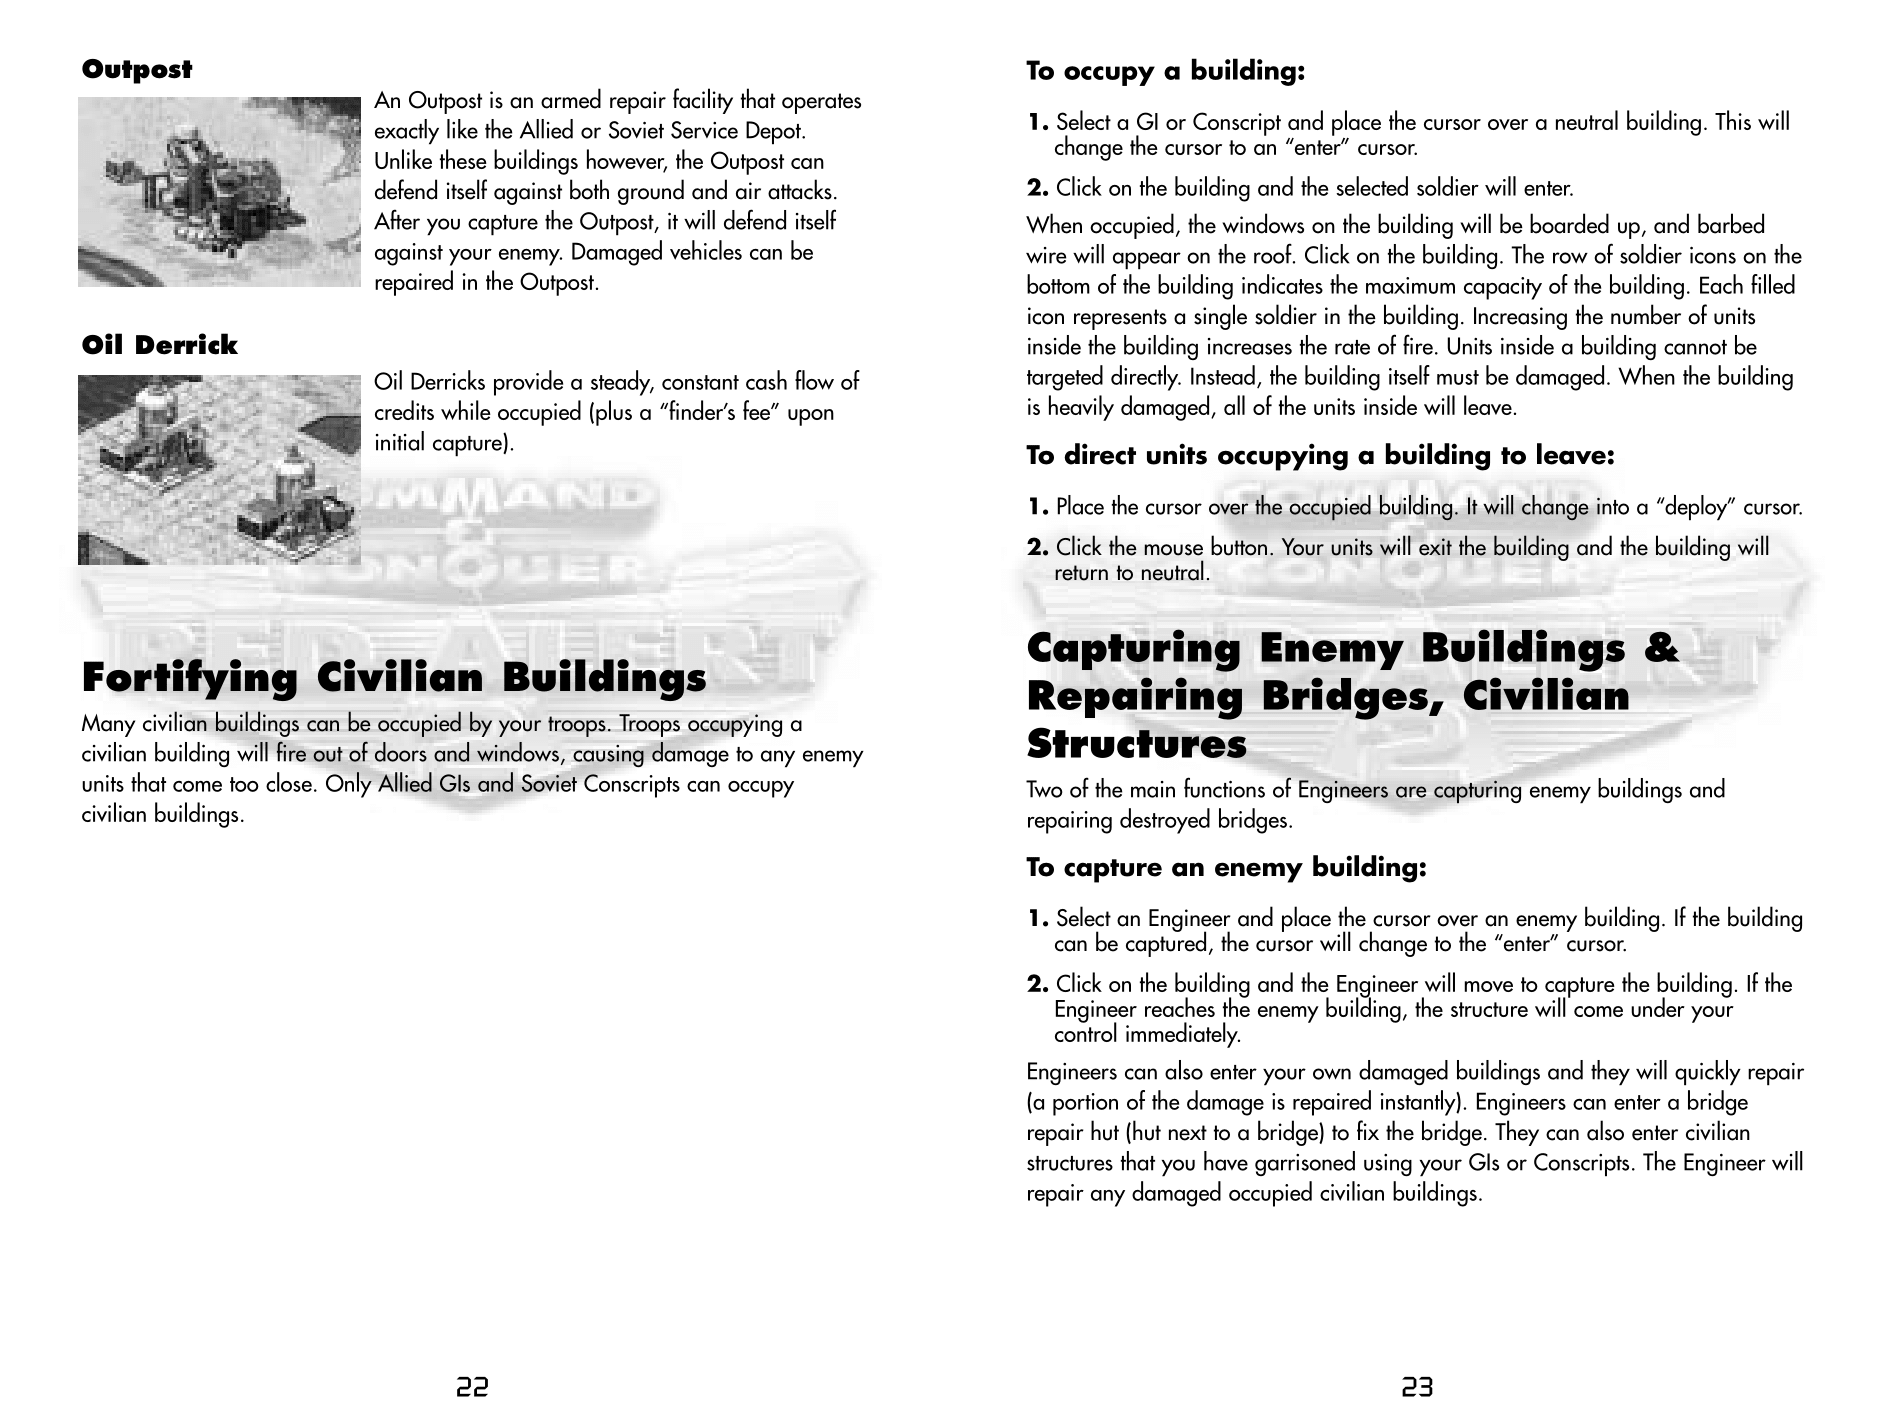 Outpost
An Outpost is an armed repair facility that operates
exactly like the Allied or Soviet Service Depot.
Unlike these buildings however, the Outpost can
defend itself against both ground and air attacks.
After you capture the Outpost, it will defend itself
against your enemy. Damaged vehicles can be
repaired in the Outpost.
Oil Derrick
Oil Derricks provide a steady, constant cash flow of
credits while occupied (plus a “finder’s fee” upon
initial capture).
COMMAND
&
CONQUER
RED ALERT
2
Fortifying Civilian Buildings
Many civilian buildings can be occupied by your troops. Troops occupying a
civilian building will fire out of doors and windows, causing damage to any enemy
units that come too close. Only Allied GIs and Soviet Conscripts can occupy
civilian buildings.
22
To occupy a building:
1. Select a GI or Conscript and place the cursor over a neutral building. This will
change the cursor to an “enter” cursor.
2. Click on the building and the selected soldier will enter.
When occupied, the windows on the building will be boarded up, and barbed
wire will appear on the roof. Click on the building. The row of soldier icons on the
bottom of the building indicates the maximum capacity of the building. Each filled
icon represents a single soldier in the building. Increasing the number of units
inside the building increases the rate of fire. Units inside a building cannot be
targeted directly. Instead, the building itself must be damaged. When the building
is heavily damaged, all of the units inside will leave.
To direct units occupying a building to leave:
1. Place the cursor over the occupied building. It will change into a “deploy” cursor.
2. Click the mouse button. Your units will exit the building and the building will
return to neutral.
COMMAND
&
CONQUER
RED ALERT
2
Capturing Enemy Buildings &
Repairing Bridges, Civilian
Structures
Two of the main functions of Engineers are capturing enemy buildings and
repairing destroyed bridges.
To capture an enemy building:
1. Select an Engineer and place the cursor over an enemy building. If the building
can be captured, the cursor will change to the “enter” cursor.
2. Click on the building and the Engineer will move to capture the building. If the
Engineer reaches the enemy building, the structure will come under your
control immediately.
Engineers can also enter your own damaged buildings and they will quickly repair
(a portion of the damage is repaired instantly). Engineers can enter a bridge
repair hut (hut next to a bridge) to fix the bridge. They can also enter civilian
structures that you have garrisoned using your GIs or Conscripts. The Engineer will
repair any damaged occupied civilian buildings.
23